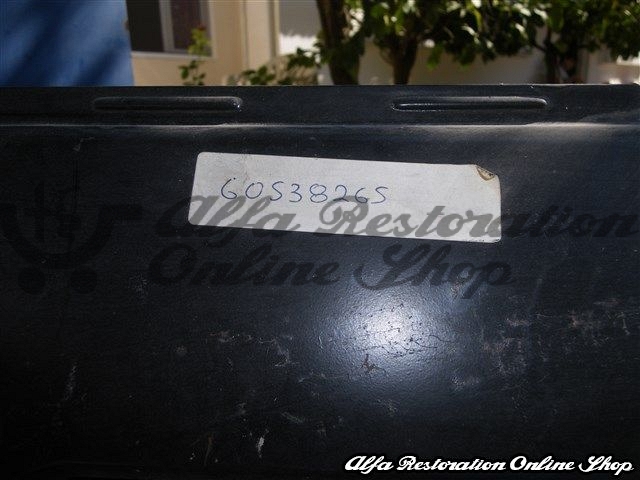 60538265
Alfa Restoration
Online Shop
Alfa Restoration Online Shop